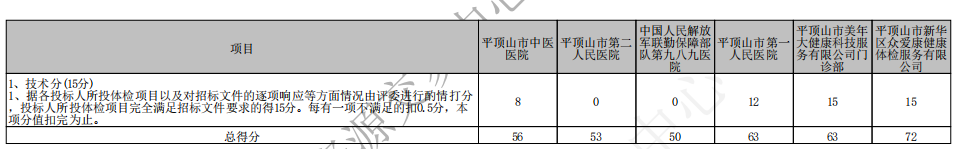 项目
平顶山市中医医院
平顶山市第二人民医院
中国人民解放军联勤保障部队第九八九医院
平顶山市第一人民医院
平顶山市美年大健康科技服务有限公司门诊部
平顶山市新华区众爱康健康体检服务有限公司
1、技术分(15分)
1、据各投标人所投体检项目以及对招标文件的逐项响应等方面情况由评委进行酌情打分
，投标人所投体检项目完全满足招标文件要求的得15分。每有一项不满足的扣0.5分，本
项分值扣完为止。
8 0 0 12 15 15
总得分 56 53 50 63 63 72